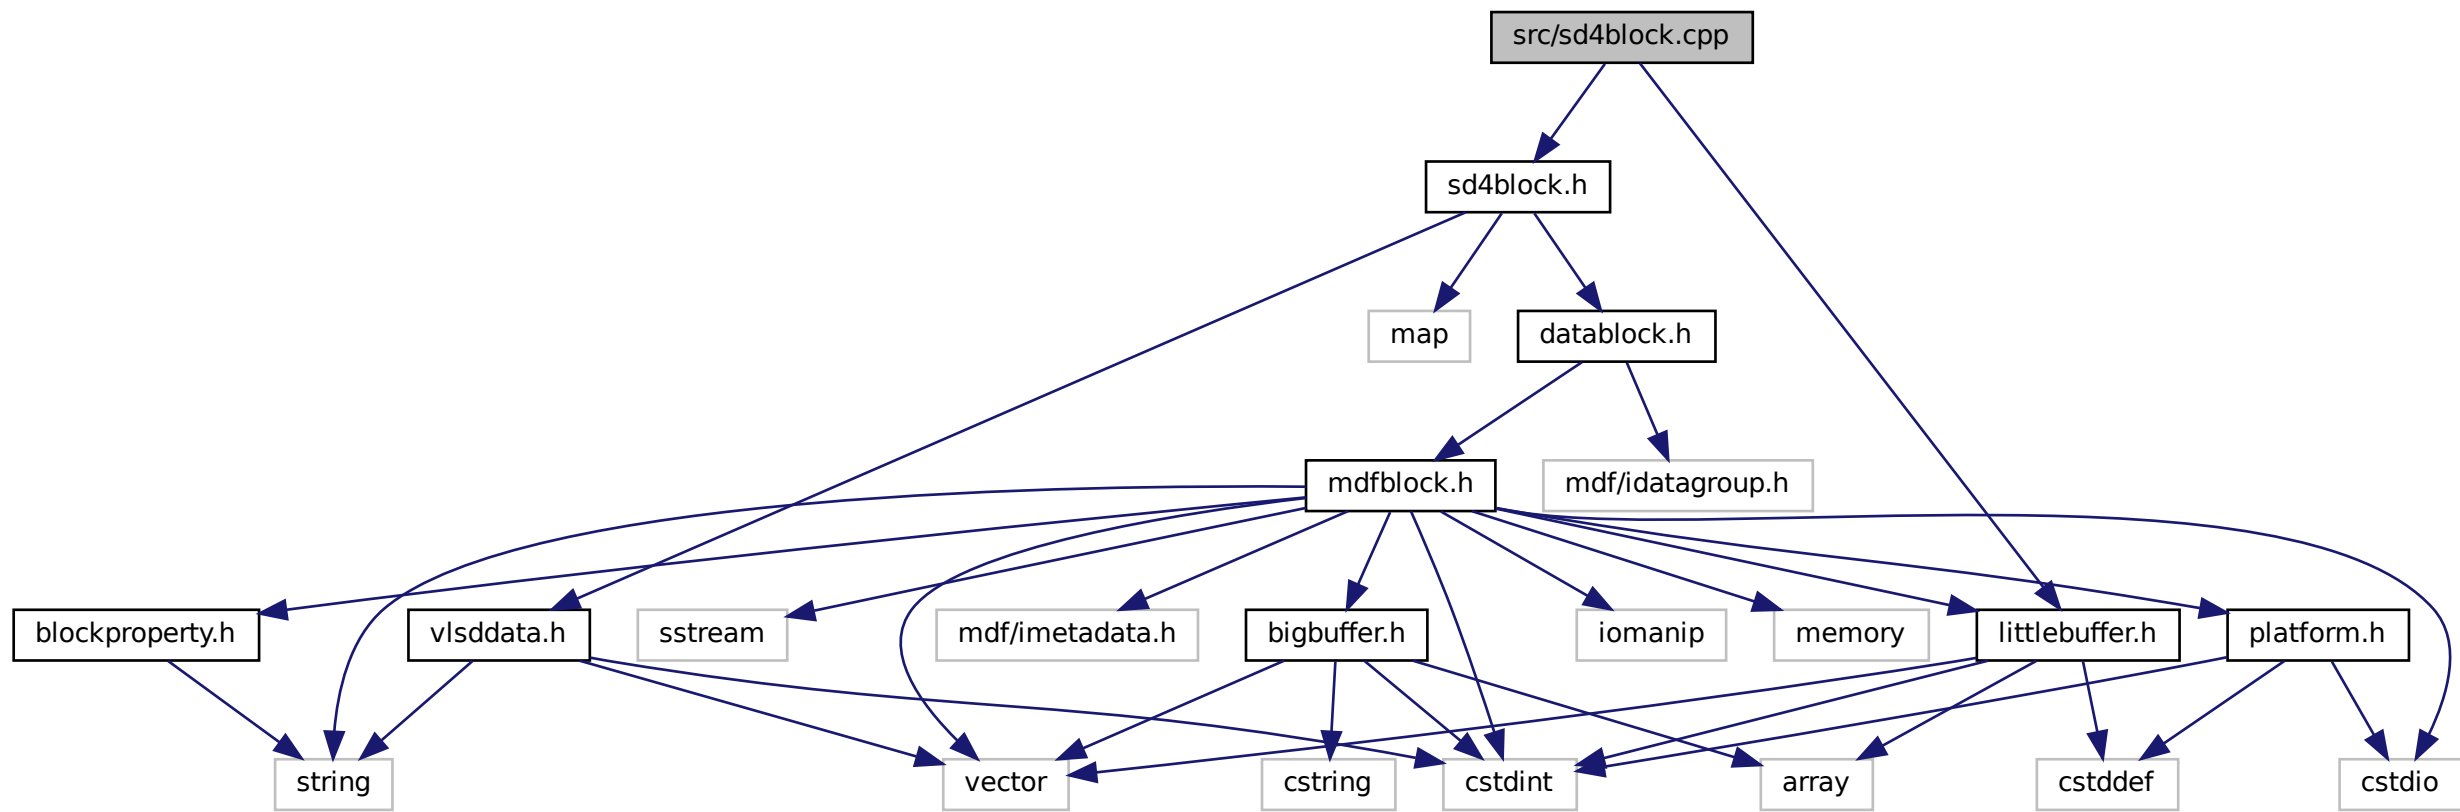 src/sd4block.cpp
sd4block.h
map
datablock.h
mdfblock.h
mdf/idatagroup.h
blockproperty.h
vlsddata.h
sstream
mdf/imetadata.h
bigbuffer.h
iomanip
memory
littlebuffer.h
platform.h
string
vector
cstring
cstdint
array
cstddef
cstdio